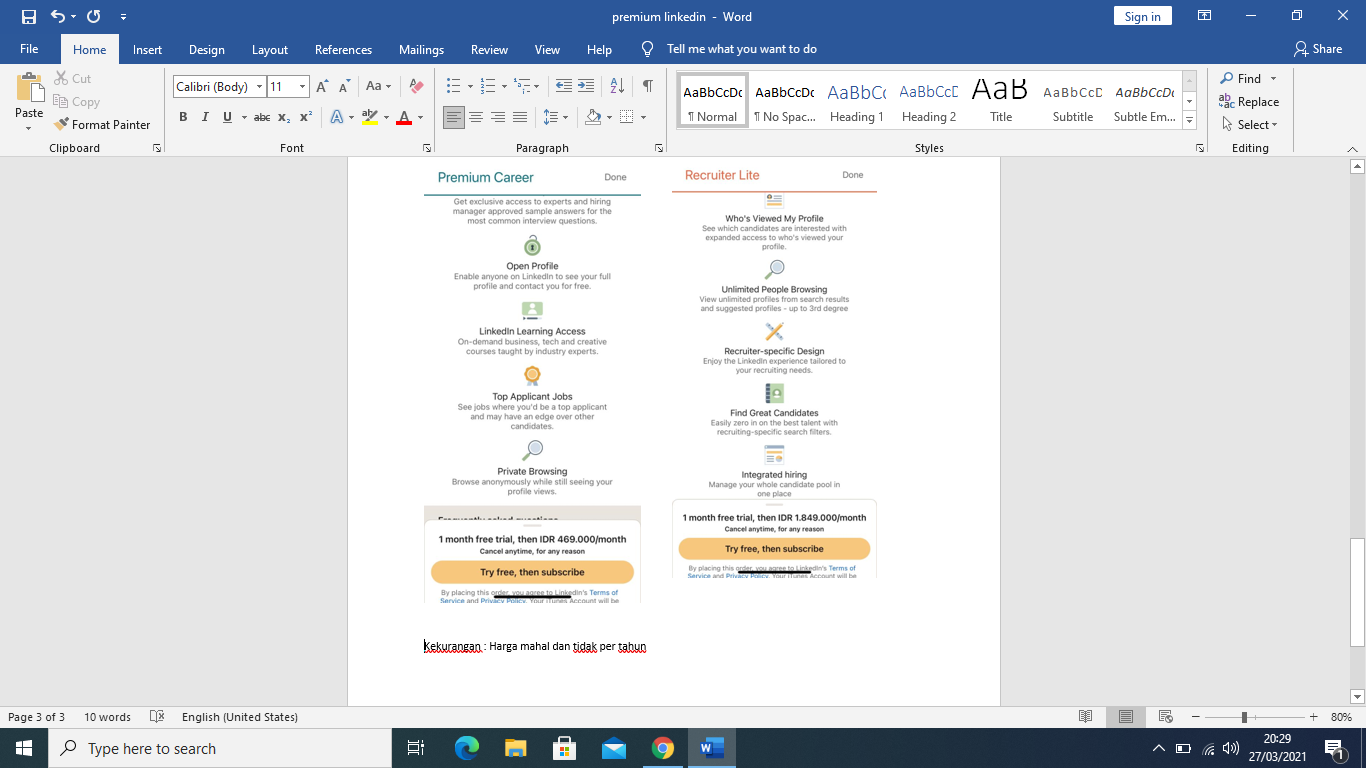 premium linkedin - Word
Sign in
File
Home
Insert
Design
Layout
References
Mailings
Review
View
Help
Tell me what you want to do
Share
Paste
Cut
Copy
Format Painter
Clipboard
Calibri (Body)
11
Font
Paragraph
AaBbCcDc
¶ Normal
AaBbCcDc
¶ No Spac...
AaBbCc
Heading 1
AaBbCcD
Heading 2
AaB
Title
AaBbCcD
Subtitle
AaBbCcDc
Subtle Em...
Styles
Find
Replace
Select
Editing
Premium Career
Done
Get exclusive access to experts and hiring
manager approved sample answers for the
most common interview questions.
Open Profile
Enable anyone on LinkedIn to see your full
profile and contact you for free.
LinkedIn Learning Access
On-demand business, tech and creative
courses taught by industry experts.
Top Applicant Jobs
See jobs where you'd be a top applicant
and may have an edge over other
candidates.
Private Browsing
Browse anonymously while still seeing your
profile views.
Frequently asked questions
1 month free trial, then IDR 469.000/month
Cancel anytime, for any reason
Try free, then subscribe
By placing this order, you agree to LinkedIn's Terms of
Service and Privacy Policy. Your iTunes Account will be
Recruiter Lite
Done
Who's Viewed My Profile
See which candidates are interested with
expanded access to who's viewed your
profile.
Unlimited People Browsing
View unlimited profiles from search results
and suggested profiles - up to 3rd degree
Recruiter-specific Design
Enjoy the LinkedIn experience tailored to
your recruiting needs.
Find Great Candidates
Easily zero in on the best talent with
recruiting-specific search filters.
Integrated hiring
Manage your whole candidate pool in
one place
1 month free trial, then IDR 1.849.000/month
Cancel anytime, for any reason
Try free, then subscribe
By placing this order, you agree to LinkedIn's Terms of
Service and Privacy Policy. Your iTunes Account will be
Kekurangan : Harga mahal dan tidak per tahun
Page 3 of 3
10 words
English (United States)
80%
Type here to search
20:29
27/03/2021
1